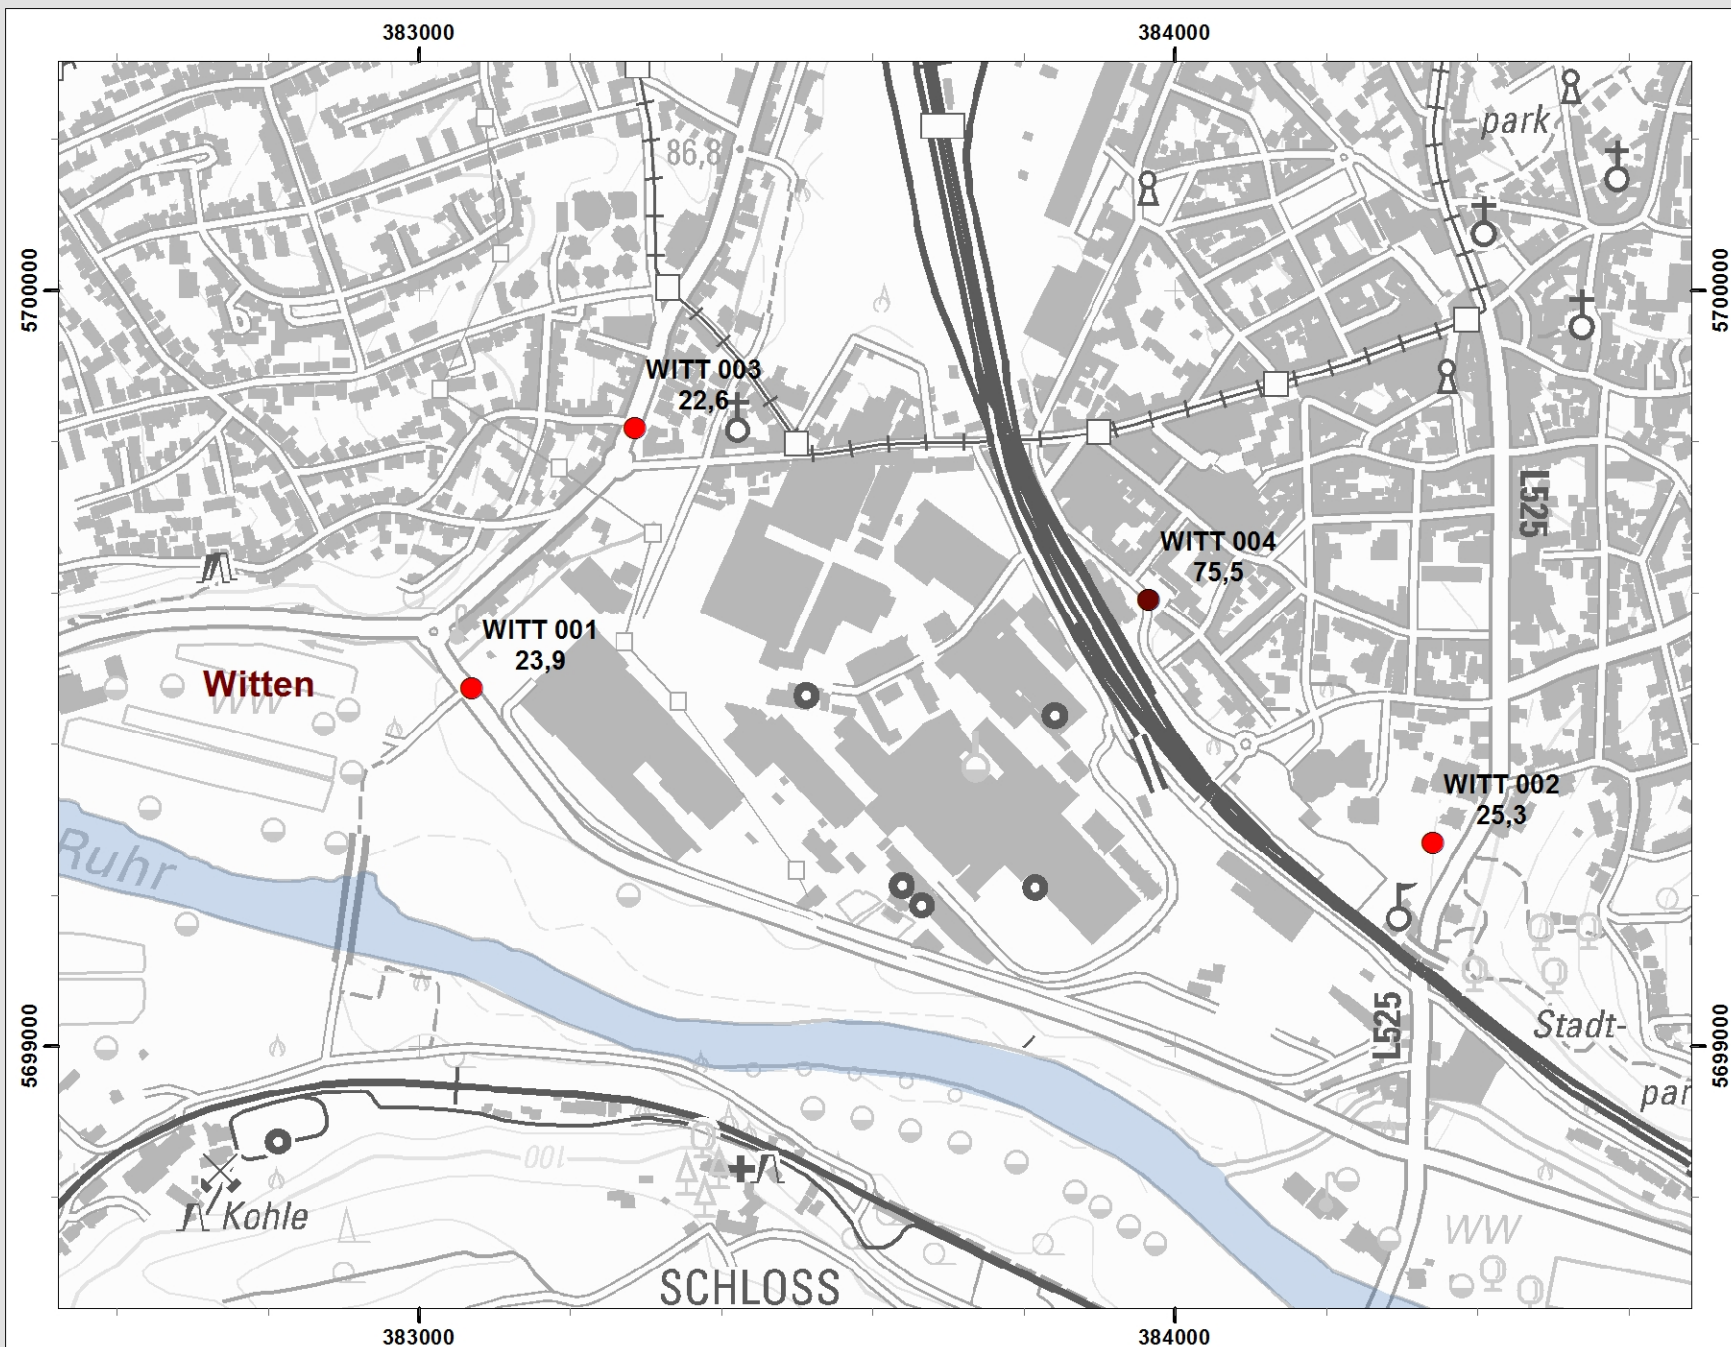 383000
384000
park
86,8
5700000
5700000
WITT 003
22,6
L525
WITT 004
75,5
WITT 001
23,9
Witten
WW
WITT 002
25,3
Ruhr
5699000
L525
Stadt-
5699000
par
100
Kohle
WW
SCHLOSS
383000
384000